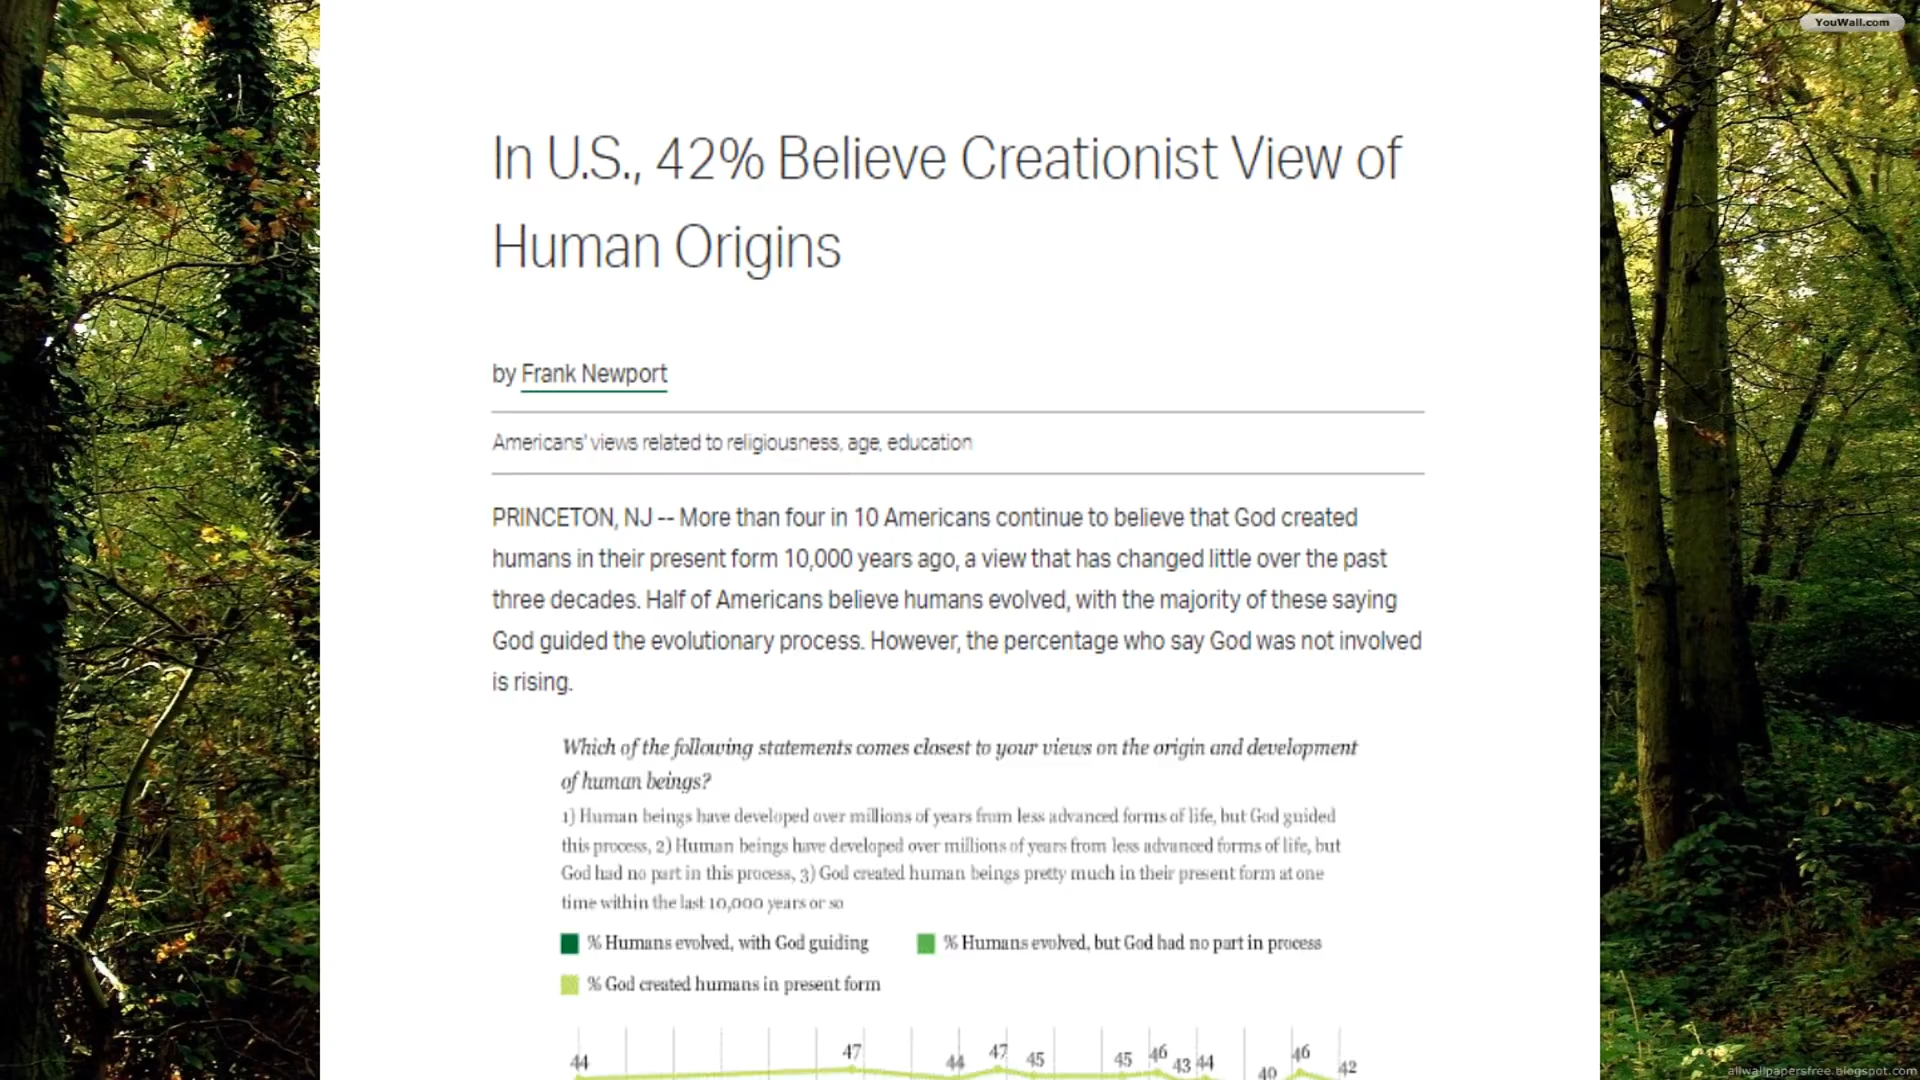 YouWall.com
In U.S., 42% Believe Creationist View of
Human Origins
by Frank Newport
Americans' views related to religiousness, age, education
PRINCETON, NJ -- More than four in 10 Americans continue to believe that God created
humans in their present form 10,000 years ago, a view that has changed little over the past
three decades. Half of Americans believe humans evolved, with the majority of these saying
God guided the evolutionary process. However, the percentage who say God was not involved
is rising.
Which of the following statements comes closest to your views on the origin and development
of human beings?
1) Human beings have developed over millions of years from less advanced forms of life, but God guided
this process, 2) Human beings have developed over millions of years from less advanced forms of life, but
God had no part in this process, 3) God created human beings pretty much in their present form at one
time within the last 10,000 years or so
% Humans evolved, with God guiding % Humans evolved, but God had no part in process
% God created humans in present form
44 47 44 47 45 45 46 43 44 40 46 42
allwallpapersfree.blogspot.com